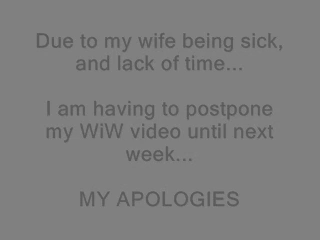 Due to my wife being sick,
and lack of time...
I am having to postpone
my WiW video until next
week...
MY APOLOGIES